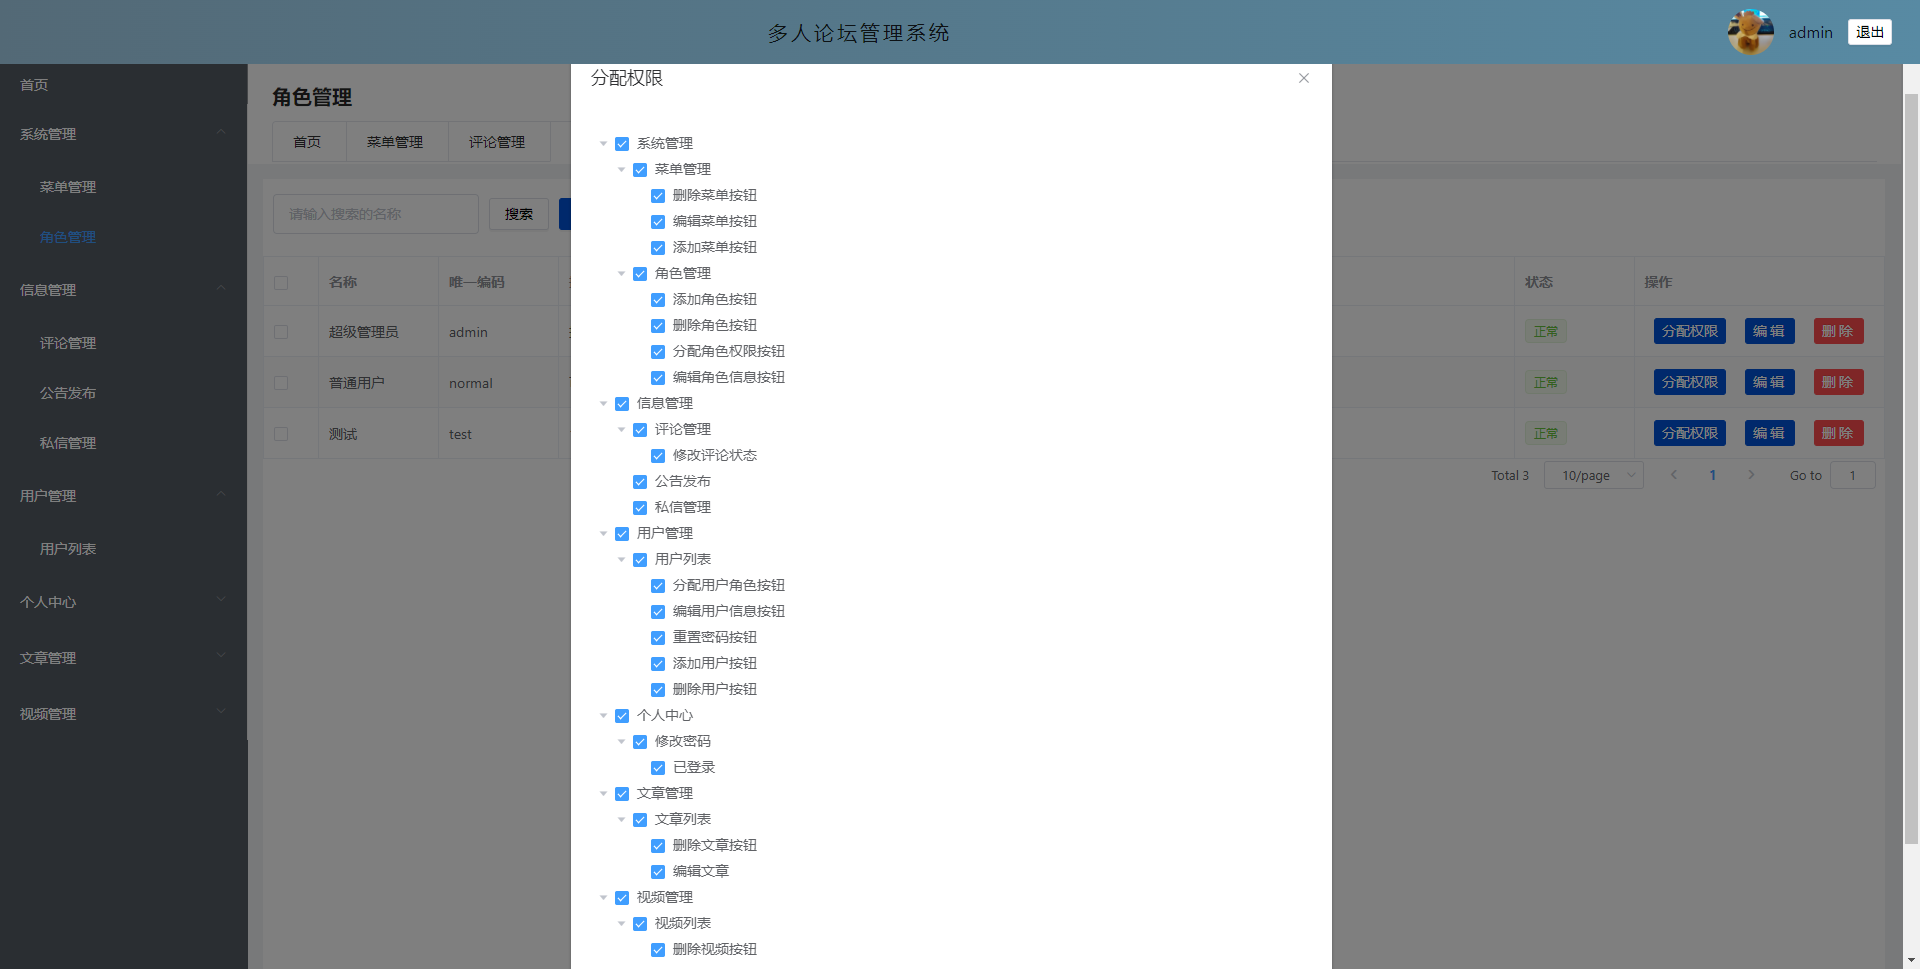 多人论坛管理系统
admin
退出
首页
系统管理
菜单管理
角色管理
信息管理
评论管理
公告发布
私信管理
用户管理
用户列表
个人中心
文章管理
视频管理
角色管理
首页 菜单管理 评论管理
请输入搜索的名称 搜索
名称 唯一编码 状态 操作
超级管理员 admin 正常 分配权限 编辑 删除
普通用户 normal 正常 分配权限 编辑 删除
测试 test 正常 分配权限 编辑 删除
Total 3 10/page 1 Go to 1
分配权限
系统管理
菜单管理
删除菜单按钮
编辑菜单按钮
添加菜单按钮
角色管理
添加角色按钮
删除角色按钮
分配角色权限按钮
编辑角色信息按钮
信息管理
评论管理
修改评论状态
公告发布
私信管理
用户管理
用户列表
分配用户角色按钮
编辑用户信息按钮
重置密码按钮
添加用户按钮
删除用户按钮
个人中心
修改密码
已登录
文章管理
文章列表
删除文章按钮
编辑文章
视频管理
视频列表
删除视频按钮